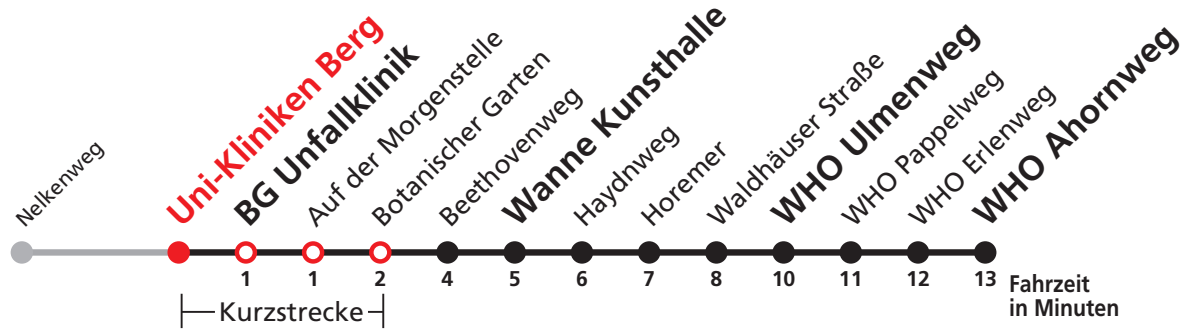 Nelkenweg
Uni-Kliniken Berg
BG Unfallklinik
Auf der Morgenstelle
Botanischer Garten
Beethovenweg
Wanne Kunsthalle
Haydnweg
Horemer
Waldhäuser Straße
WHO Ulmenweg
WHO Pappelweg
WHO Erlenweg
WHO Ahornweg
1 1 2 4 5 6 7 8 10 11 12 13
Fahrzeit
in Minuten
Kurzstrecke